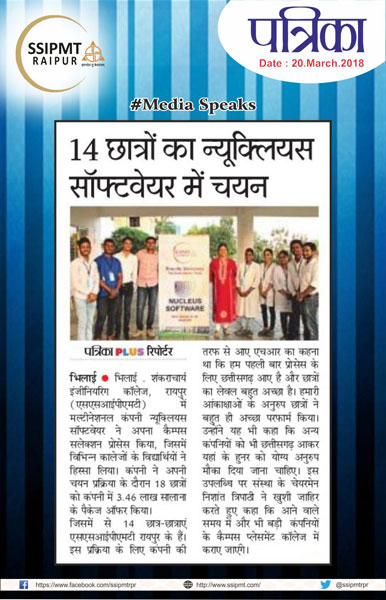 SSIPMT
RAIPUR
पत्रिका
Date : 20.March.2018
#Media Speaks
14 छात्रों का न्यूक्लियस
सॉफ्टवेयर में चयन
NUCLEUS
SOFTWARE
पत्रिका PLUS रिपोर्टर
भिलाई ● भिलाई . शंकराचार्य
इंजीनियरिंग कॉलेज, रायपुर
(एसएसआईपीएमटी) में
मल्टीनेशनल कंपनी न्यूक्लियस
सॉफ्टवेयर ने अपना कैम्पस
सलेक्शन प्रोसेस किया, जिसमें
विभिन्न कालेजों के विद्यार्थियों ने
हिस्सा लिया। कंपनी ने अपनी
चयन प्रक्रिया के दौरान 18 छात्रों
को कंपनी में 3.46 लाख सालाना
के पैकेज ऑफर किया।
जिसमें से 14 छात्र-छात्राएं
एसएसआईपीएमटी रायपुर के हैं।
इस प्रक्रिया के लिए कंपनी की
तरफ से आए एचआर का कहना
था कि हम पहली बार प्रोसेस के
लिए छत्तीसगढ़ आए है और छात्रों
का लेवल बहुत अच्छा है। हमारी
आंकाक्षाओं के अनुरुप छात्रों ने
बहुत ही अच्छा परफार्म किया।
उन्होंने यह भी कहा कि अन्य
कंपनियों को भी छत्तीसगढ़ आकर
यहां के हुनर को योग्य अनुरुप
मौका दिया जाना चाहिए। इस
उपलब्धि पर संस्था के चेयरमेन
निशांत त्रिपाठी ने खुशी जाहिर
करते हुए कहा कि आने वाले
समय में और भी बड़ी कंपनियों
के कैम्पस प्लेसमेंट कॉलेज में
कराए जाएंगे।
https://www.facebook.com/ssipmtrpr
http://www.ssipmt.com/
@ssipmtrpr